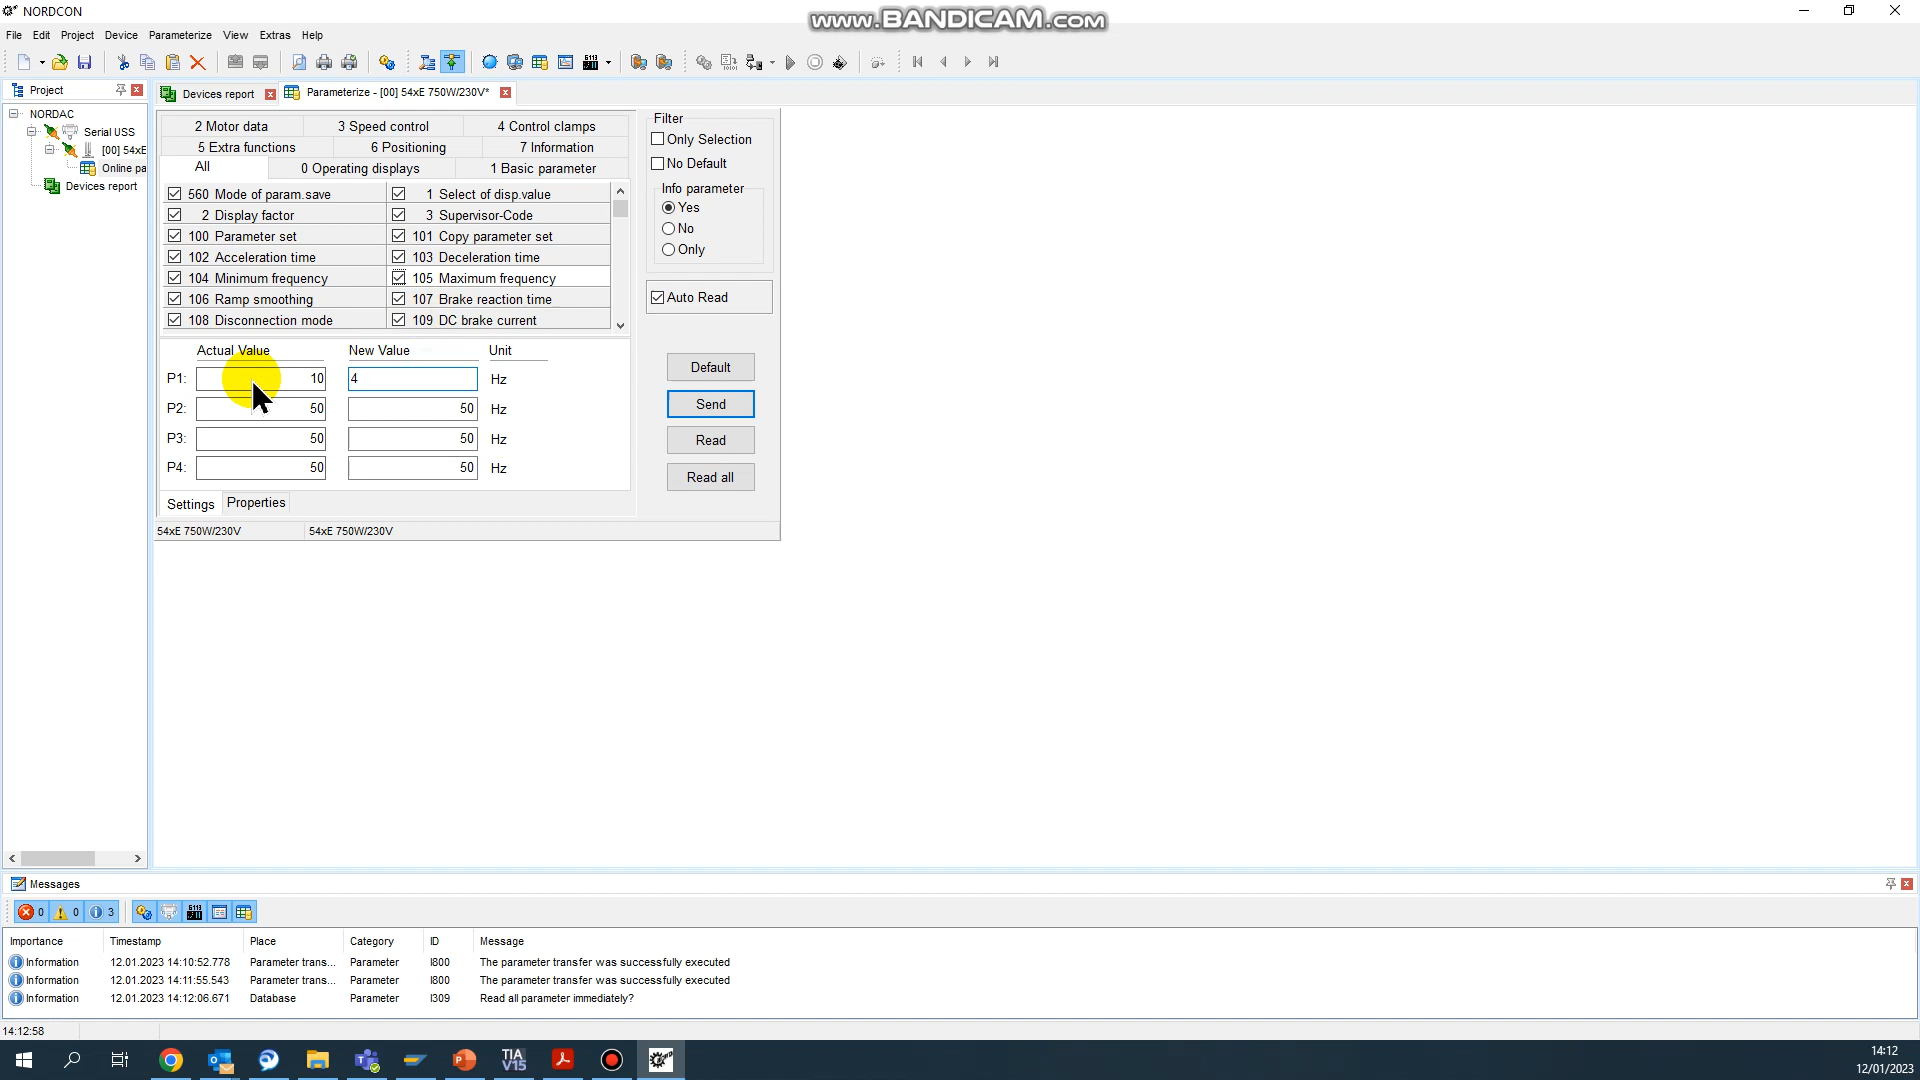 NORDCON
www.BANDICAM.com
File Edit Project Device Parameterize View Extras Help
Project
Devices report
Parameterize - [00] 54xE 750W/230V*
NORDAC
Serial USS
[00] 54xE
Online pa
Devices report
2 Motor data 3 Speed control 4 Control clamps
5 Extra functions 6 Positioning 7 Information
All 0 Operating displays 1 Basic parameter
560 Mode of param.save 1 Select of disp.value
2 Display factor 3 Supervisor-Code
100 Parameter set 101 Copy parameter set
102 Acceleration time 103 Deceleration time
104 Minimum frequency 105 Maximum frequency
106 Ramp smoothing 107 Brake reaction time
108 Disconnection mode 109 DC brake current
Actual Value New Value Unit
P1: 10 4 Hz
P2: 50 50 Hz
P3: 50 50 Hz
P4: 50 50 Hz
Settings Properties
54xE 750W/230V 54xE 750W/230V
Filter
Only Selection
No Default
Info parameter
Yes
No
Only
Auto Read
Default
Send
Read
Read all
Messages
0 0 3
Importance Timestamp Place Category ID Message
Information 12.01.2023 14:10:52.778 Parameter trans... Parameter I800 The parameter transfer was successfully executed
Information 12.01.2023 14:11:55.543 Parameter trans... Parameter I800 The parameter transfer was successfully executed
Information 12.01.2023 14:12:06.671 Database Parameter I309 Read all parameter immediately?
14:12:58
TIA
V15
14:12
12/01/2023